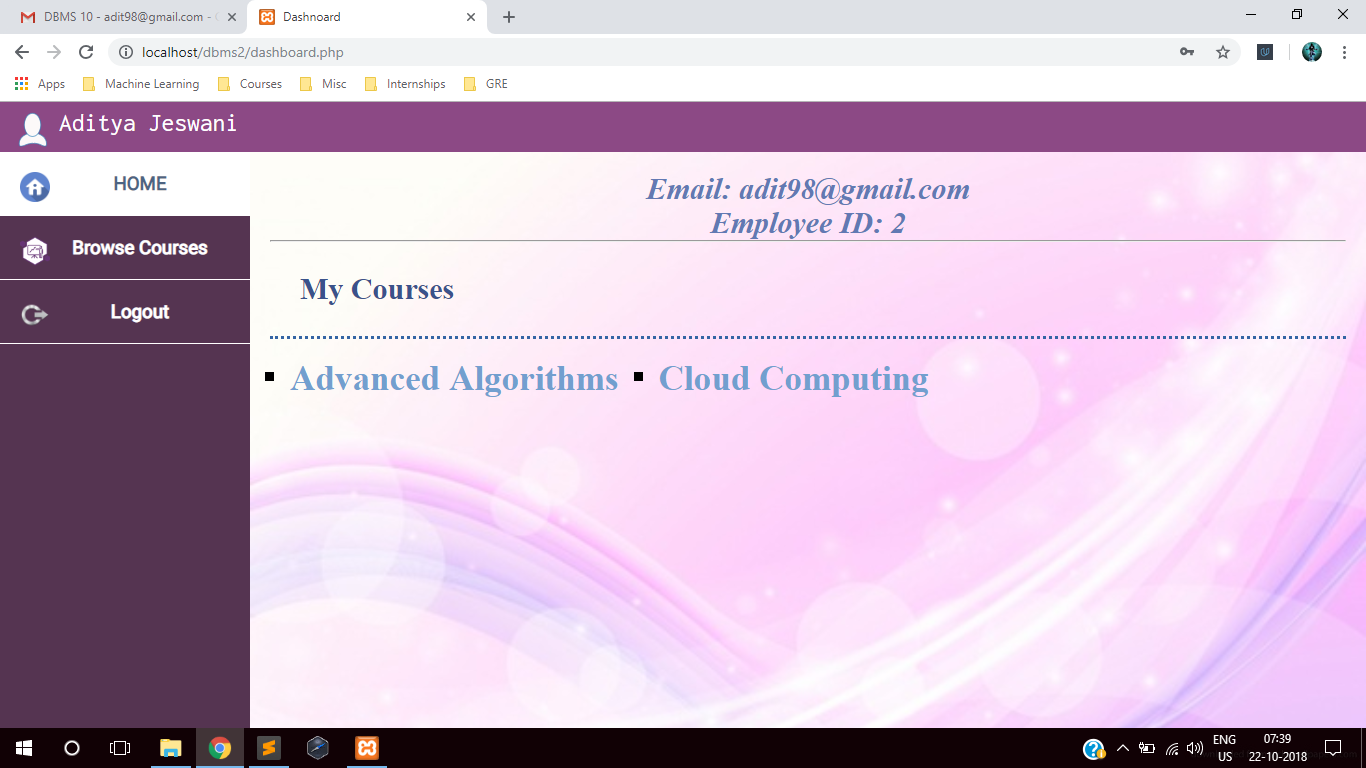 DBMS 10 - adit98@gmail.com -
Dashnoard
localhost/dbms2/dashboard.php
Apps Machine Learning Courses Misc Internships GRE
Aditya Jeswani
HOME
Browse Courses
Logout
Email: adit98@gmail.com
Employee ID: 2
My Courses
Advanced Algorithms Cloud Computing
ENG 07:39
US 22-10-2018